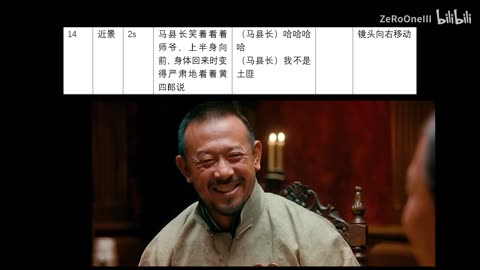 ZeRoOneIII bilibili
14 近景 2s 马县长笑着看着 （马县长）哈哈哈 镜头向右移动
师爷，上半身向 哈
前，身体回来时变 （马县长）我不是
得严肃地看着黄 土匪
四郎说